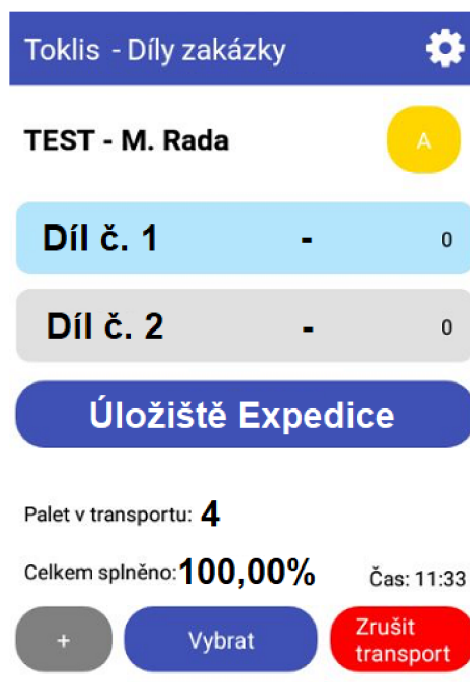 Toklis - Díly zakázky
TEST - M. Rada
A
Díl č. 1 - 0
Díl č. 2 - 0
Úložiště Expedice
Palet v transportu: 4
Celkem splněno: 100,00% Čas: 11:33
+ Vybrat Zrušit
transport